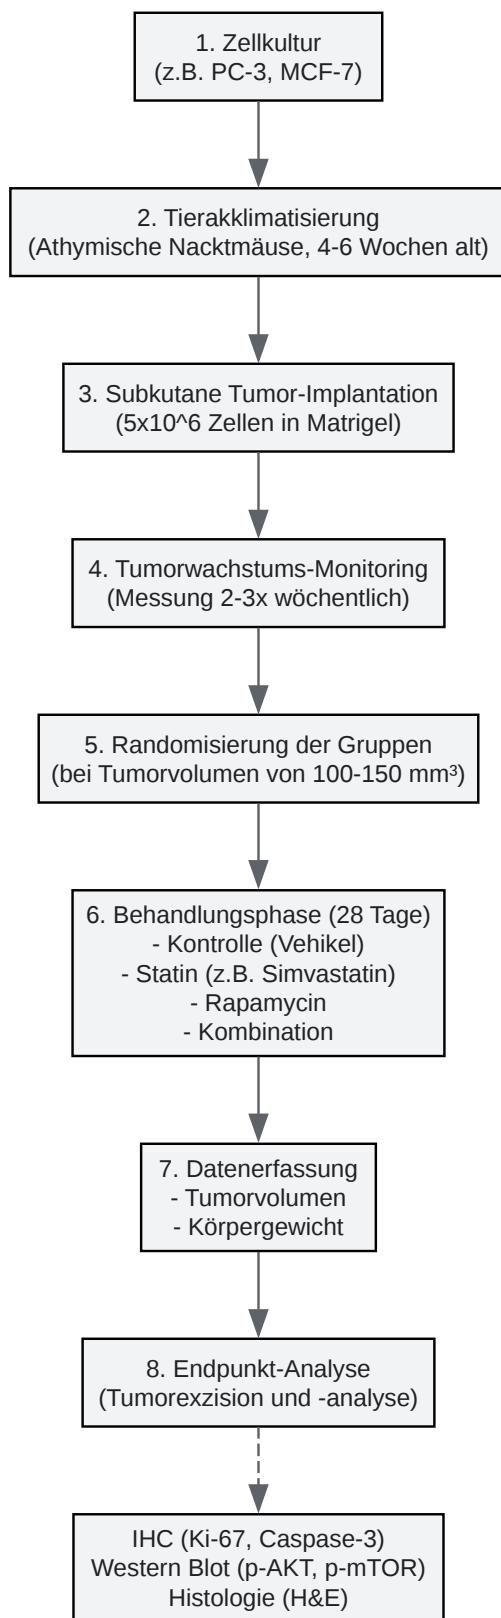 1. Zellkultur
(z.B. PC-3, MCF-7)
2. Tierakklimatisierung
(Athymische Nacktmäuse, 4-6 Wochen alt)
3. Subkutane Tumor-Implantation
(5x10^6 Zellen in Matrigel)
4. Tumorwachstums-Monitoring
(Messung 2-3x wöchentlich)
5. Randomisierung der Gruppen
(bei Tumorvolumen von 100-150 mm³)
6. Behandlungsphase (28 Tage)
- Kontrolle (Vehikel)
- Statin (z.B. Simvastatin)
- Rapamycin
- Kombination
7. Datenerfassung
- Tumorvolumen
- Körpergewicht
8. Endpunkt-Analyse
(Tumorexzision und -analyse)
IHC (Ki-67, Caspase-3)
Western Blot (p-AKT, p-mTOR)
Histologie (H&E)